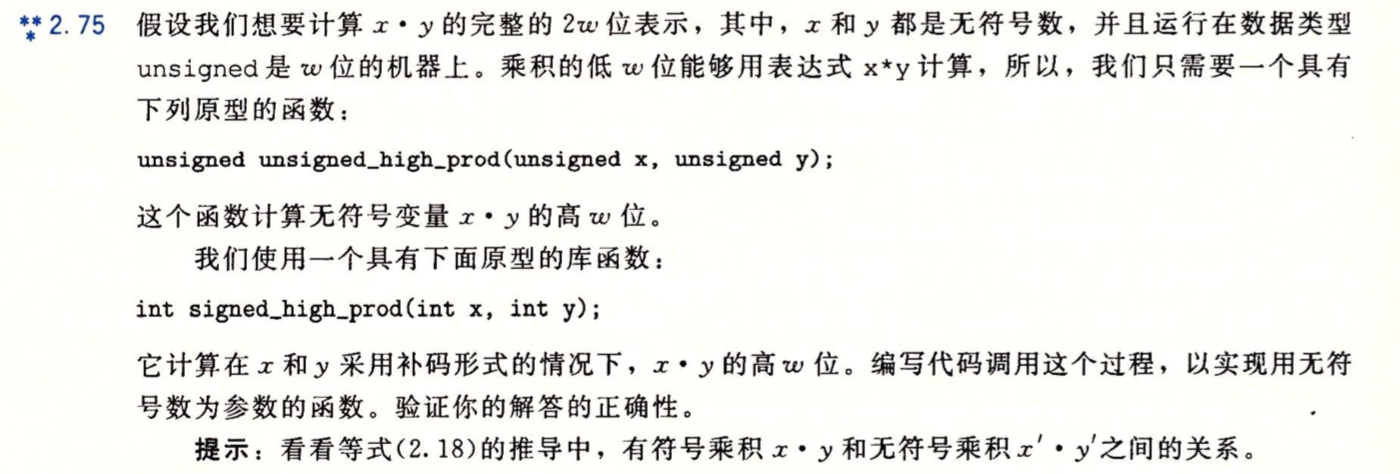 *** 2.75 假设我们想要计算 x·y 的完整的 2w 位表示，其中，x 和 y 都是无符号数，并且运行在数据类型
unsigned 是 w 位的机器上。乘积的低 w 位能够用表达式 x*y 计算，所以，我们只需要一个具有
下列原型的函数：
unsigned unsigned_high_prod(unsigned x, unsigned y);
这个函数计算无符号变量 x·y 的高 w 位。
我们使用一个具有下面原型的库函数：
int signed_high_prod(int x, int y);
它计算在 x 和 y 采用补码形式的情况下，x·y 的高 w 位。编写代码调用这个过程，以实现用无符
号数为参数的函数。验证你的解答的正确性。
提示：看看等式(2.18)的推导中，有符号乘积 x·y 和无符号乘积 x′·y′之间的关系。